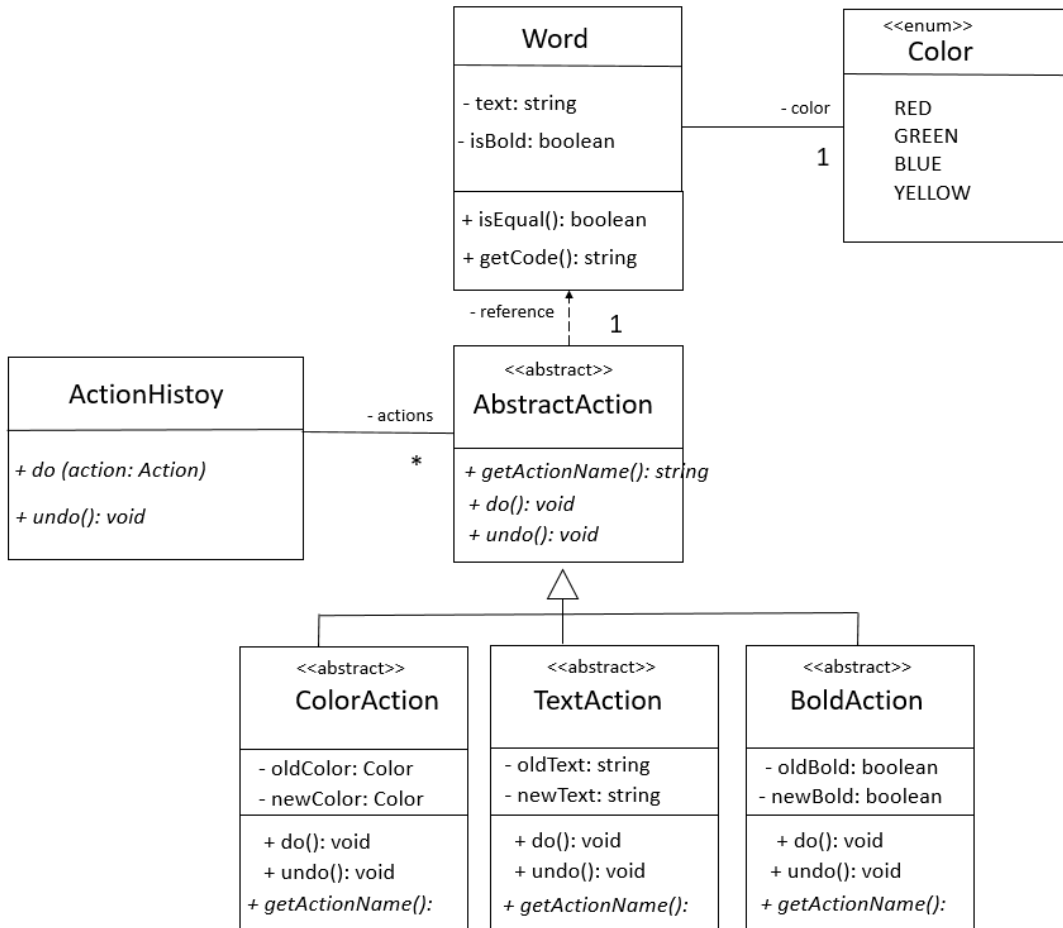 Word
- text: string
- isBold: boolean
+ isEqual(): boolean
+ getCode(): string
- color
1
<<enum>>
Color
RED
GREEN
BLUE
YELLOW
- reference
1
ActionHistoy
+ do (action: Action)
+ undo(): void
- actions
*
<<abstract>>
AbstractAction
+ getActionName(): string
+ do(): void
+ undo(): void
<<abstract>>
ColorAction
- oldColor: Color
- newColor: Color
+ do(): void
+ undo(): void
+ getActionName():
<<abstract>>
TextAction
- oldText: string
- newText: string
+ do(): void
+ undo(): void
+ getActionName():
<<abstract>>
BoldAction
- oldBold: boolean
- newBold: boolean
+ do(): void
+ undo(): void
+ getActionName():